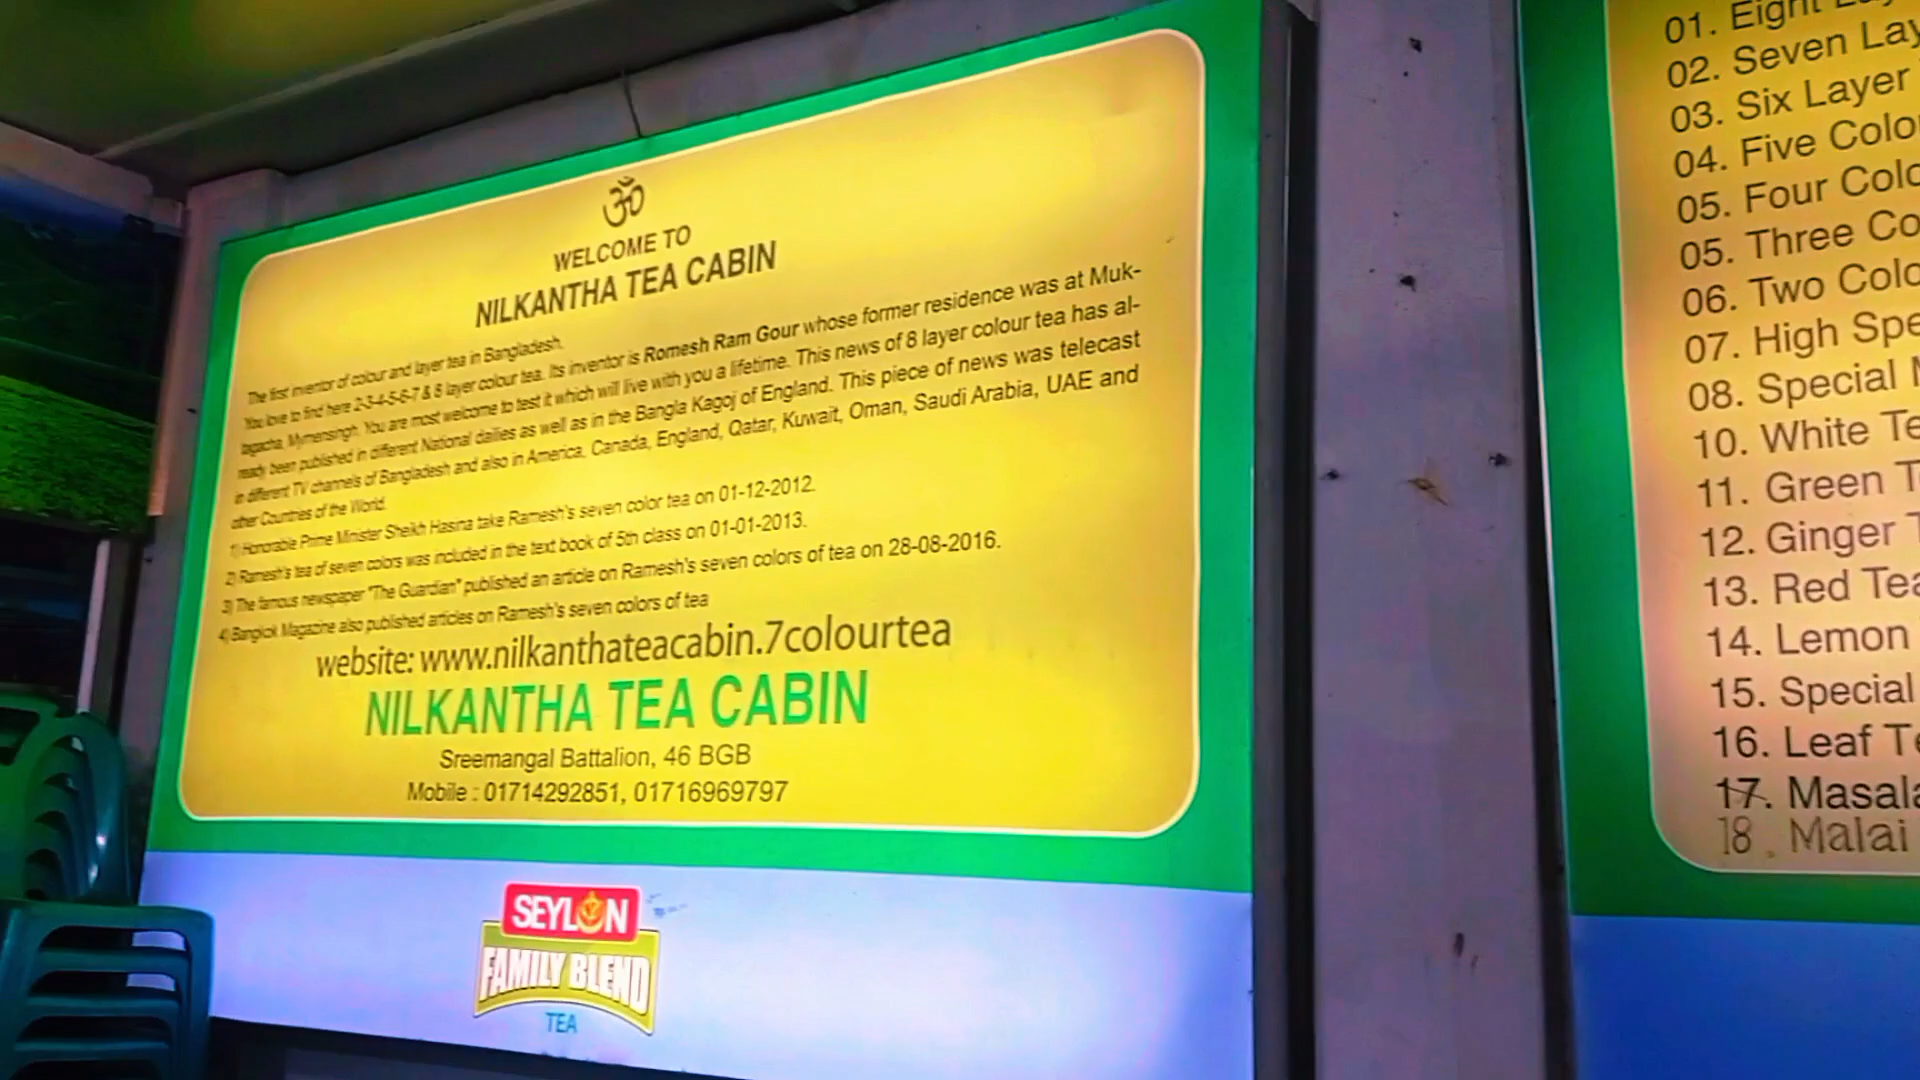 ॐ
WELCOME TO
NILKANTHA TEA CABIN
The first inventor of colour and layer tea in Bangladesh.
You love to find here 2-3-4-5-6-7 & 8 layer colour tea. Its inventor is Romesh Ram Gour whose former residence was at Muk-
tagacha, Mymensingh. You are most welcome to test it which will live with you a lifetime. This news of 8 layer colour tea has al-
ready been published in different National dailies as well as in the Bangla Kagoj of England. This piece of news was telecast
in different TV channels of Bangladesh and also in America, Canada, England, Qatar, Kuwait, Oman, Saudi Arabia, UAE and
other Countries of the World.
1) Honorable Prime Minister Sheikh Hasina take Ramesh's seven color tea on 01-12-2012.
2) Ramesh's tea of seven colors was included in the text book of 5th class on 01-01-2013.
3) The famous newspaper "The Guardian" published an article on Ramesh's seven colors of tea on 28-08-2016.
4) Bangkok Magazine also published articles on Ramesh's seven colors of tea
website: www.nilkanthateacabin.7colourtea
NILKANTHA TEA CABIN
Sreemangal Battalion, 46 BGB
Mobile : 01714292851, 01716969797
SEYLON
FAMILY BLEND
TEA
01. Eight
02. Seven Lay
03. Six Layer
04. Five Colo
05. Four Colo
05. Three Co
06. Two Colo
07. High Spe
08. Special
10. White Te
11. Green T
12. Ginger T
13. Red Tea
14. Lemon
15. Special
16. Leaf Te
17. Masala
18. Malai